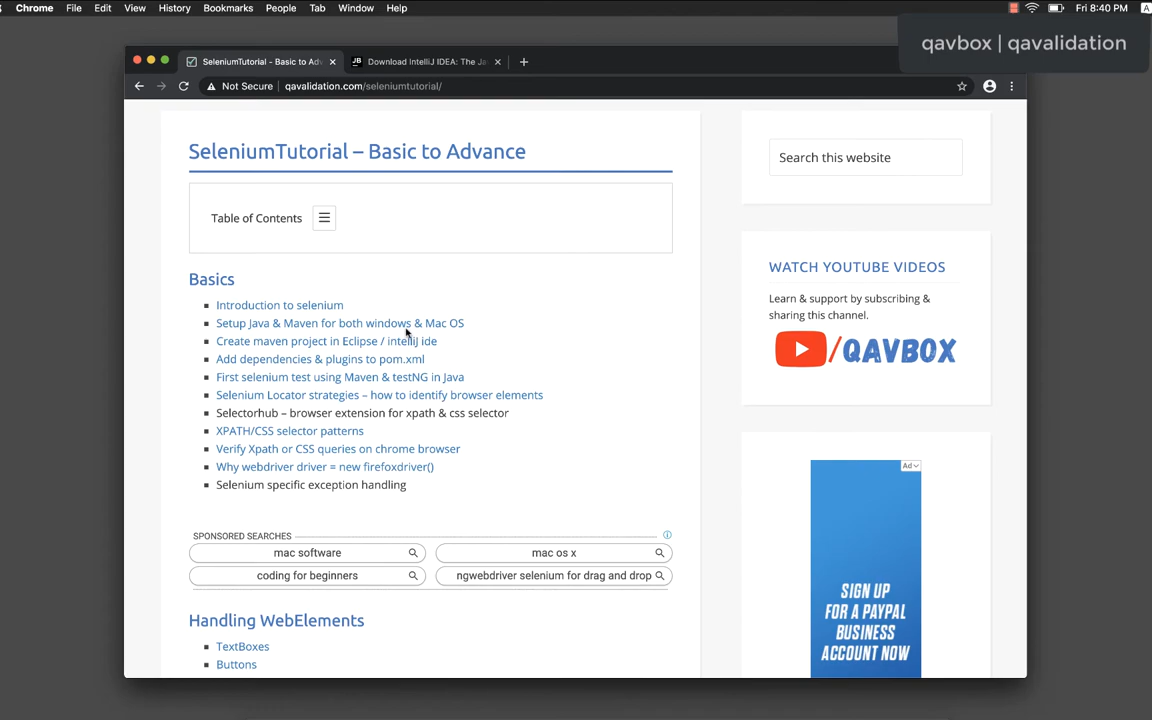 Chrome File Edit View History Bookmarks People Tab Window Help Fri 8:40 PM A
qavbox | qavalidation
SeleniumTutorial – Basic to Adv
JB Download IntelliJ IDEA: The Ja
Not Secure | qavalidation.com/seleniumtutorial/
SeleniumTutorial – Basic to Advance
Table of Contents
Basics
Introduction to selenium
Setup Java & Maven for both windows & Mac OS
Create maven project in Eclipse / intelliJ ide
Add dependencies & plugins to pom.xml
First selenium test using Maven & testNG in Java
Selenium Locator strategies – how to identify browser elements
Selectorhub – browser extension for xpath & css selector
XPATH/CSS selector patterns
Verify Xpath or CSS queries on chrome browser
Why webdriver driver = new firefoxdriver()
Selenium specific exception handling
SPONSORED SEARCHES
mac software
mac os x
coding for beginners
ngwebdriver selenium for drag and drop
Handling WebElements
TextBoxes
Buttons
Search this website
WATCH YOUTUBE VIDEOS
Learn & support by subscribing &
sharing this channel.
/QAVBOX
Ad
SIGN UP
FOR A PAYPAL
BUSINESS
ACCOUNT NOW